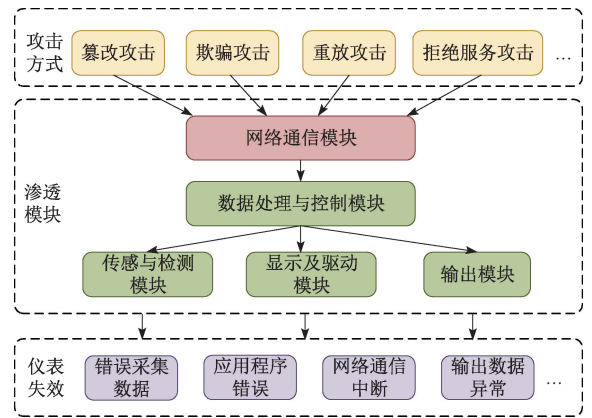 攻击
方式
篡改攻击
欺骗攻击
重放攻击
拒绝服务攻击
…
网络通信模块
渗透
模块
数据处理与控制模块
传感与检测
模块
显示及驱动
模块
输出模块
仪表
失效
错误采集
数据
应用程序
错误
网络通信
中断
输出数据
异常
…